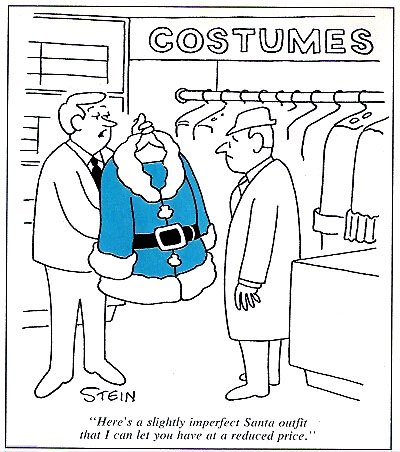 COSTUMES
STEIN
"Here's a slightly imperfect Santa outfit
that I can let you have at a reduced price."